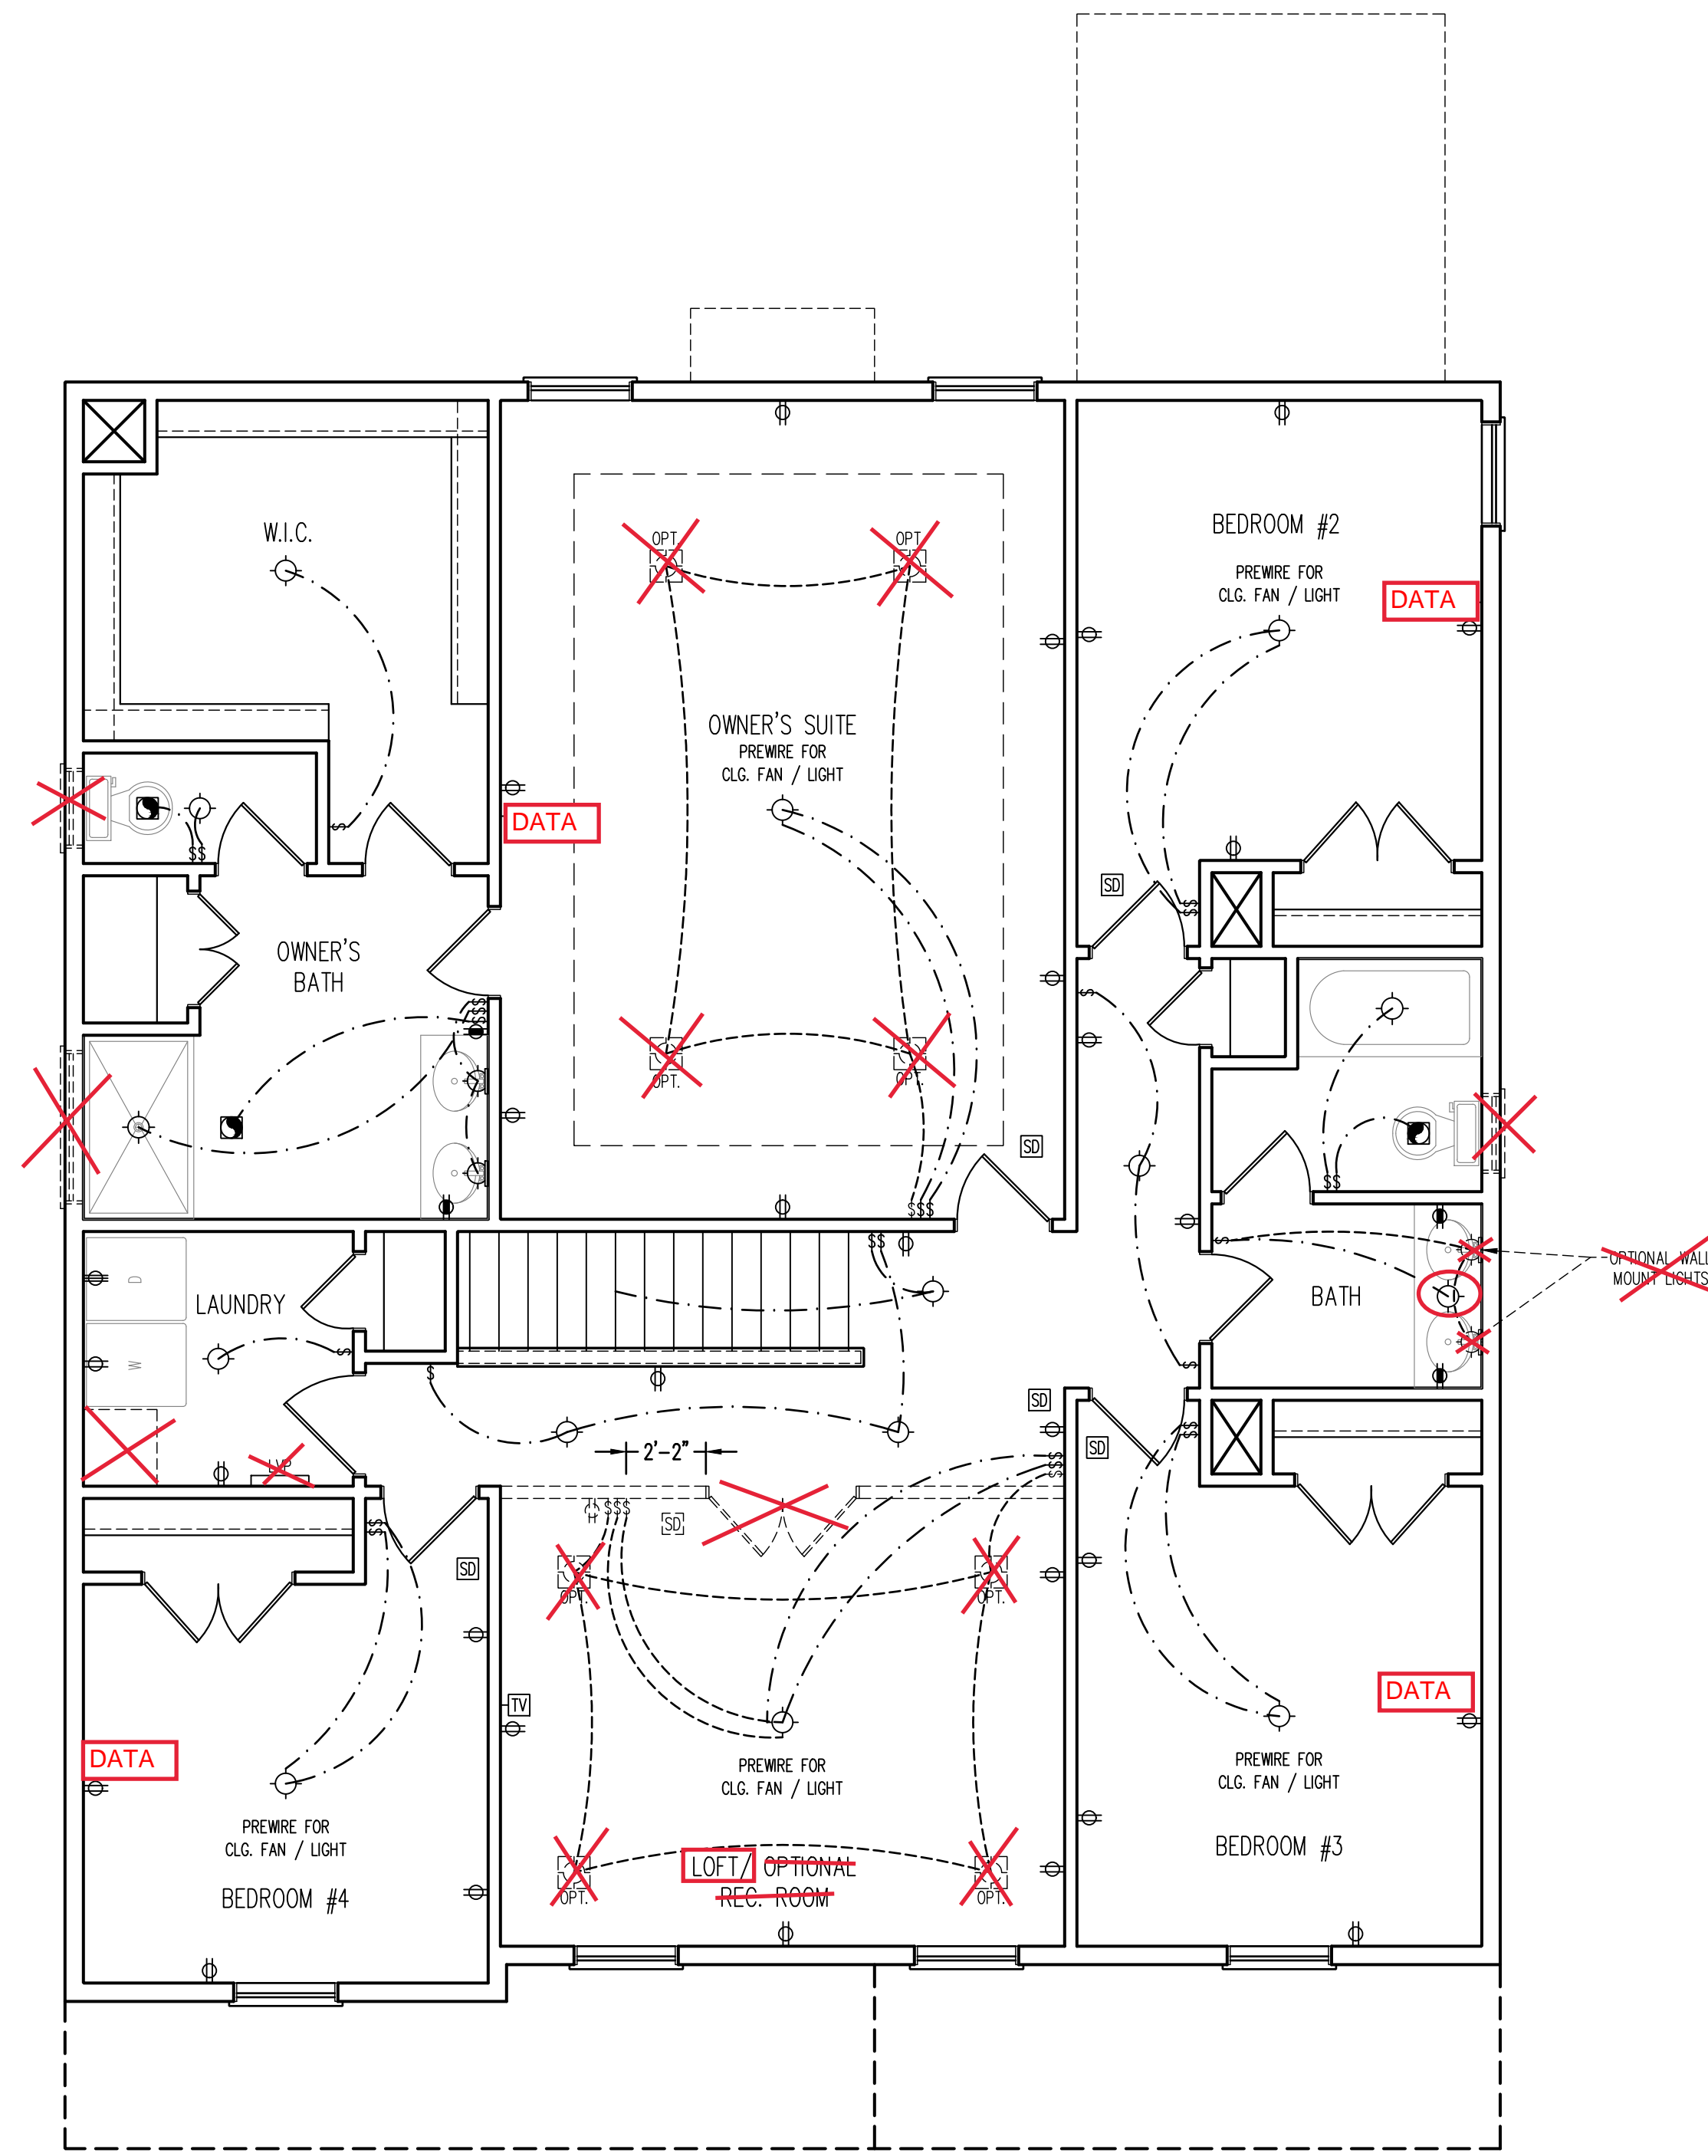 OPT.
OPT.
W.I.C.
BEDROOM #2
PREWIRE FOR
CLG. FAN / LIGHT
DATA
OWNER'S SUITE
PREWIRE FOR
CLG. FAN / LIGHT
DATA
$
$$
SD
$
$
OWNER'S
BATH
$
$
$
$
OPT.
OPT.
SD
$$$
$$
$$
$
D
LAUNDRY
W
$
$
BATH
OPTIONAL WALL
MOUNT LIGHTS
$
SD
SD
2'-2"
LVP
$
$
$
$
$
$
$
$$$
SD
SD
OPT.
OPT.
TV
DATA
DATA
PREWIRE FOR
CLG. FAN / LIGHT
PREWIRE FOR
CLG. FAN / LIGHT
PREWIRE FOR
CLG. FAN / LIGHT
BEDROOM #3
BEDROOM #4
LOFT/ OPTIONAL
REC. ROOM
OPT.
OPT.